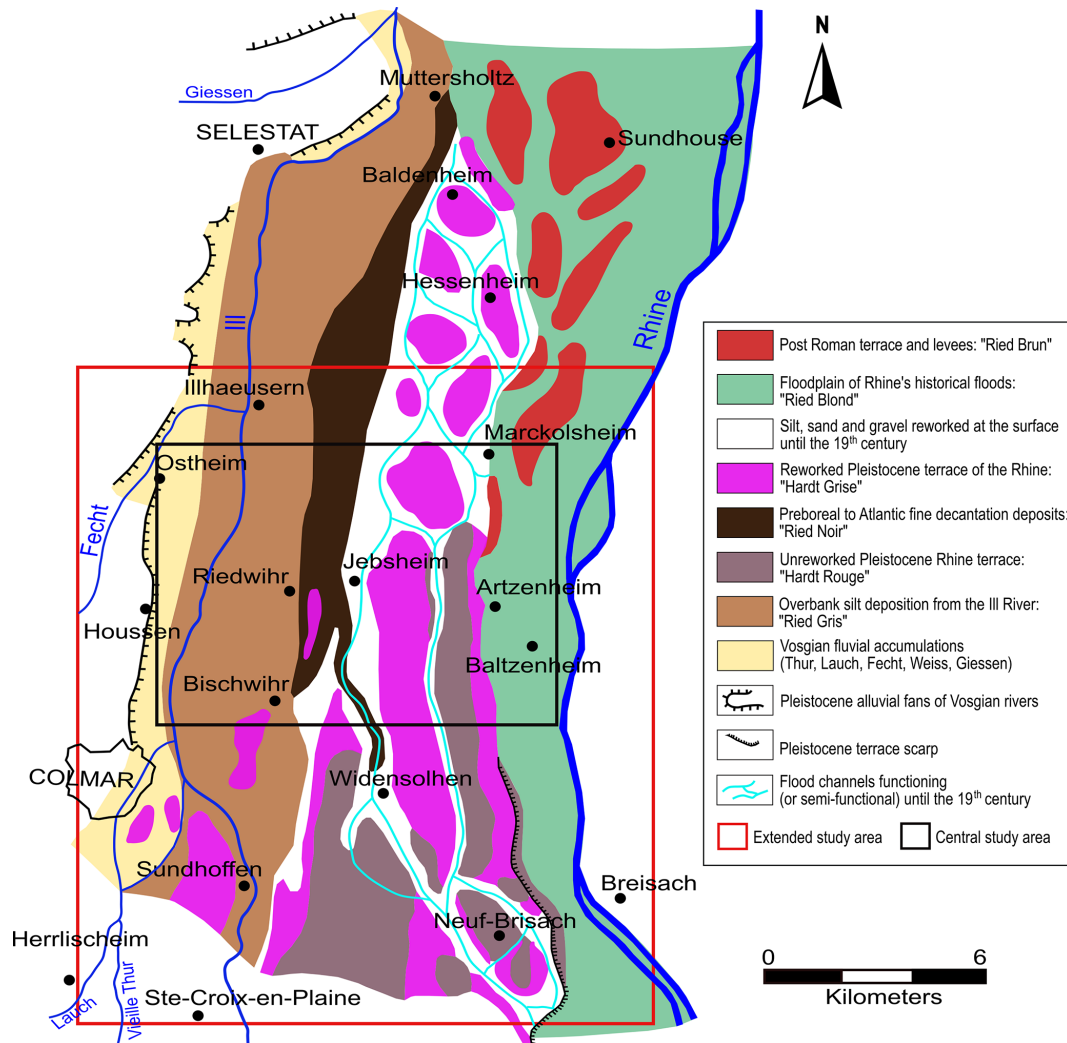 N
Giessen
Muttersholtz
SELESTAT
Sundhouse
Baldenheim
Hessenheim
Ill
Rhine
Illhaeusern
Marckolsheim
Ostheim
Fecht
Jebsheim
Riedwihr
Artzenheim
Houssen
Baltzenheim
Bischwihr
COLMAR
Widensolhen
Sundhoffen
Breisach
Neuf-Brisach
Herrlischeim
Ste-Croix-en-Plaine
Lauch
Vieille Thur
Post Roman terrace and levees: "Ried Brun"
Floodplain of Rhine's historical floods:
"Ried Blond"
Silt, sand and gravel reworked at the surface
until the 19th century
Reworked Pleistocene terrace of the Rhine:
"Hardt Grise"
Preboreal to Atlantic fine decantation deposits:
"Ried Noir"
Unreworked Pleistocene Rhine terrace:
"Hardt Rouge"
Overbank silt deposition from the Ill River:
"Ried Gris"
Vosgian fluvial accumulations
(Thur, Lauch, Fecht, Weiss, Giessen)
Pleistocene alluvial fans of Vosgian rivers
Pleistocene terrace scarp
Flood channels functioning
(or semi-functional) until the 19th century
Extended study area
Central study area
0 6
Kilometers